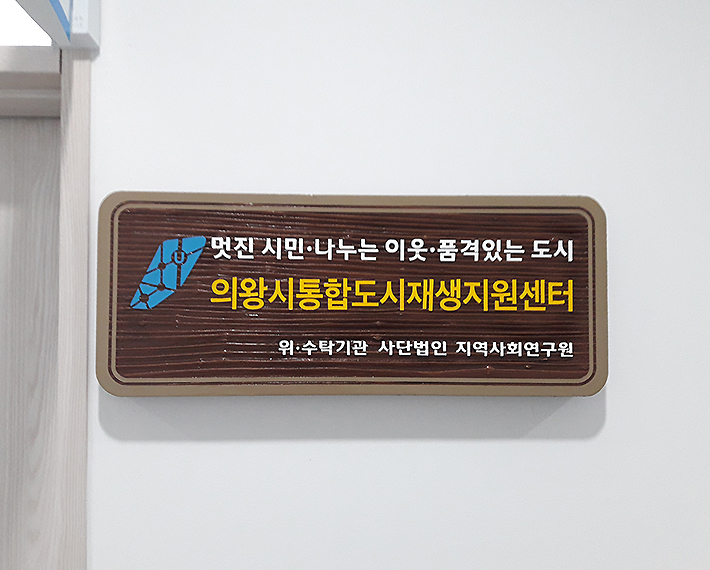 멋진 시민·나누는 이웃·품격있는 도시
의왕시통합도시재생지원센터
위·수탁기관 사단법인 지역사회연구원